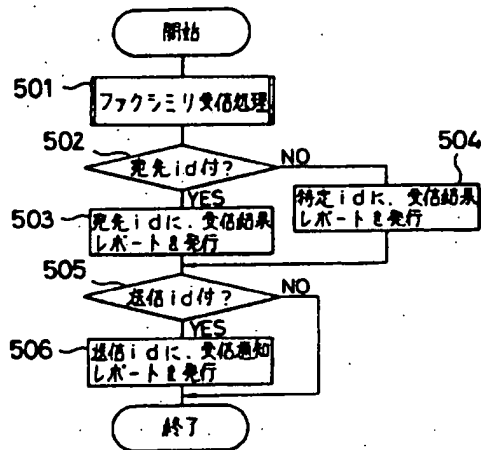 開始
501
ファクシミリ受信処理
502
宛先id付?
NO
504
YES
503
宛先idに、受信結果
レポートを発行
特定idに、受信結果
レポートを発行
505
送信id付?
NO
YES
506
送信idに、受信通知
レポートを発行
終了